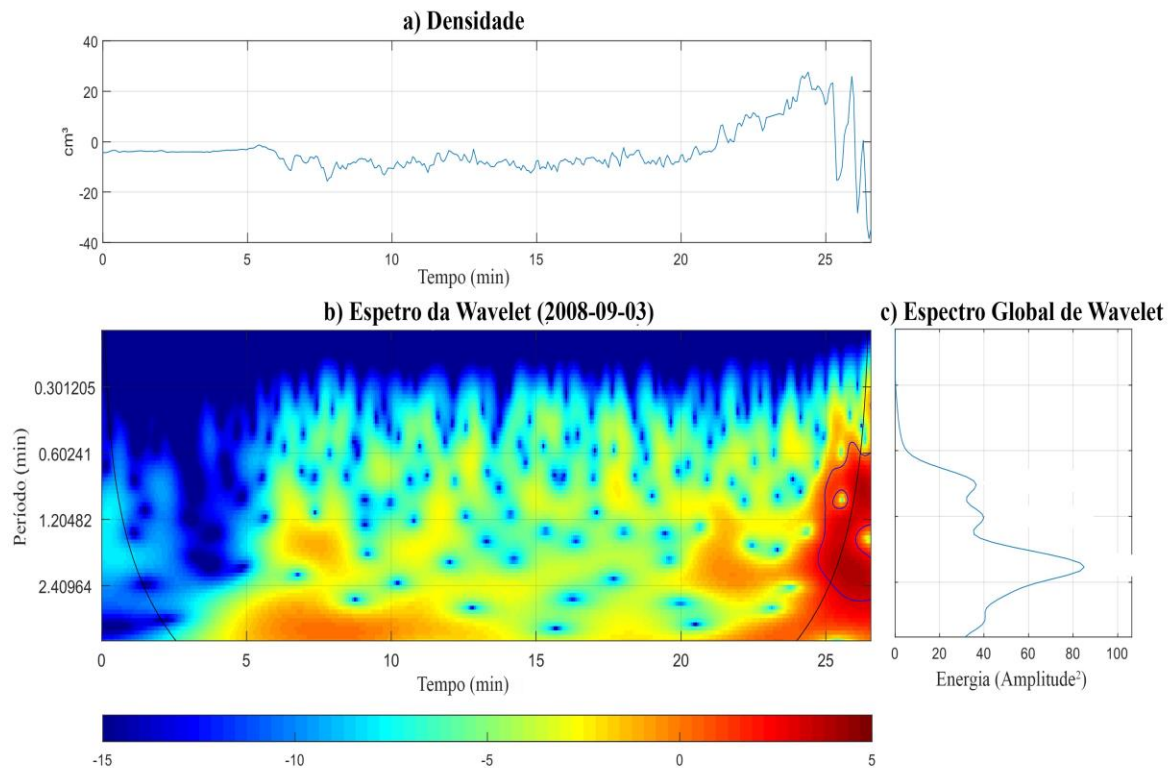 a) Densidade
40
20
0
-20
-40
cm³
0 5 10 15 20 25
Tempo (min)
b) Espetro da Wavelet (2008-09-03)
0.301205
0.60241
1.20482
2.40964
Período (min)
0 5 10 15 20 25
Tempo (min)
c) Espectro Global de Wavelet
0 20 40 60 80 100
Energia (Amplitude²)
-15 -10 -5 0 5